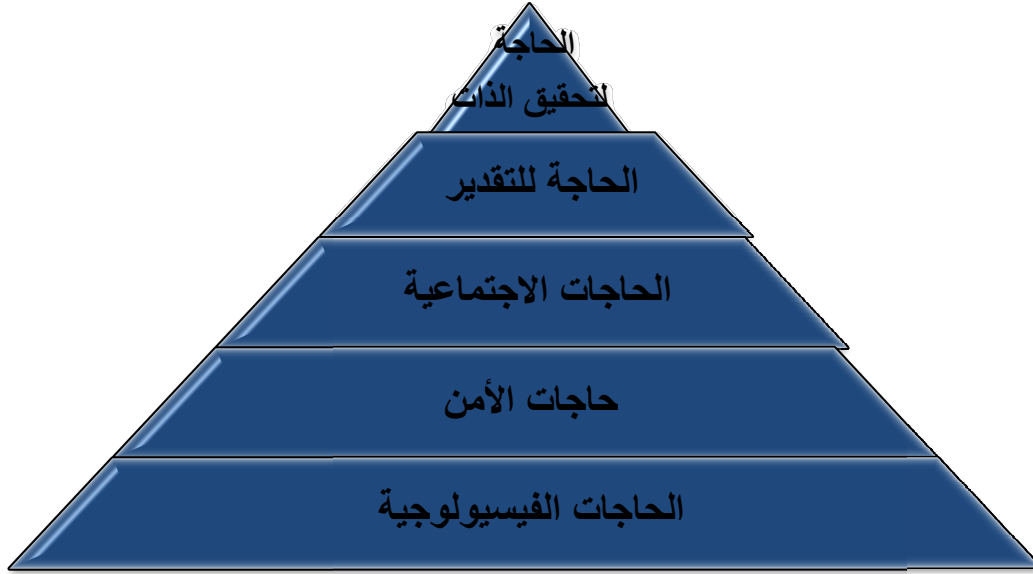 الحاجة
لتحقيق الذات
الحاجة للتقدير
الحاجات الاجتماعية
حاجات الأمن
الحاجات الفيسيولوجية